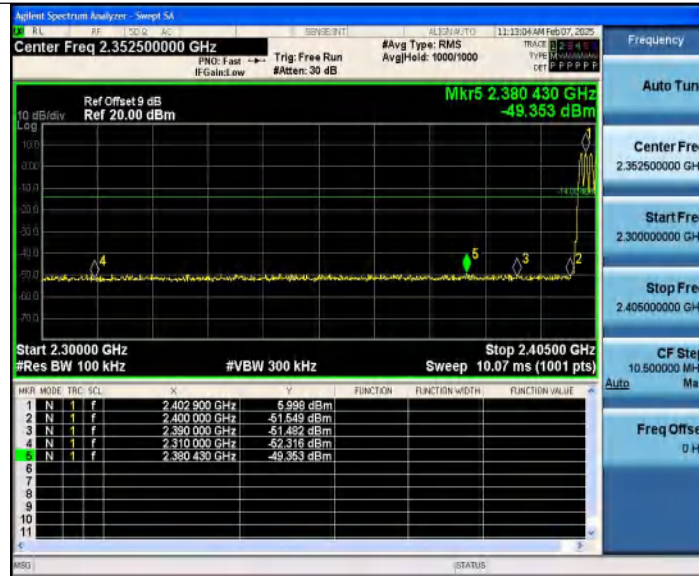 Agilent Spectrum Analyzer - Swept SA
RL RF 50 Ω AC SENSE:INT ALIGN AUTO 11:13:04 AM Feb 07, 2025
Center Freq 2.352500000 GHz
PNO: Fast
IFGain:Low
Trig: Free Run
#Atten: 30 dB
#Avg Type: RMS
Avg|Hold: 1000/1000
TRACE 1 2 3 4 5 6
TYPE
DET P P P P P P
Ref Offset 9 dB
Ref 20.00 dBm
10 dB/div
Log
Mkr5 2.380 430 GHz
-49.353 dBm
10.0
0.00
-10.0
-20.0
-30.0
-40.0
-50.0
-60.0
-70.0
1
4
5
3
2
Start 2.30000 GHz Stop 2.40500 GHz
#Res BW 100 kHz #VBW 300 kHz Sweep 10.07 ms (1001 pts)
MKR MODE TRC SCL X Y FUNCTION FUNCTION WIDTH FUNCTION VALUE
1 N 1 f 2.402 900 GHz 5.998 dBm
2 N 1 f 2.400 000 GHz -51.549 dBm
3 N 1 f 2.390 000 GHz -51.482 dBm
4 N 1 f 2.310 000 GHz -52.316 dBm
5 N 1 f 2.380 430 GHz -49.353 dBm
6
7
8
9
10
11
MSG STATUS
Frequency
Auto Tun
Center Fre
2.352500000 GH
Start Fre
2.300000000 GH
Stop Fre
2.405000000 GH
CF Ste
10.500000 MH
Auto Ma
Freq Offse
0 H